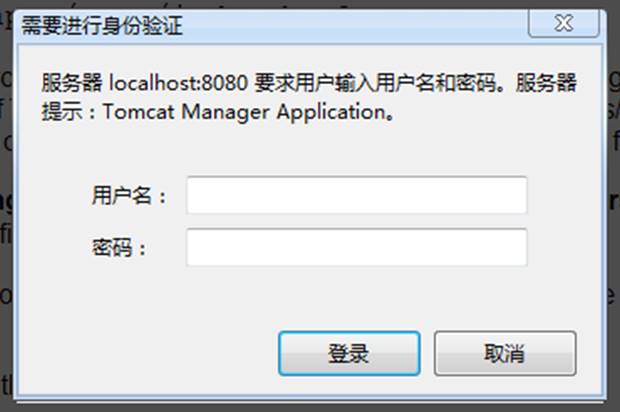 需要进行身份验证
服务器 localhost:8080 要求用户输入用户名和密码。服务器
提示：Tomcat Manager Application。
用户名：
密码：
登录
取消